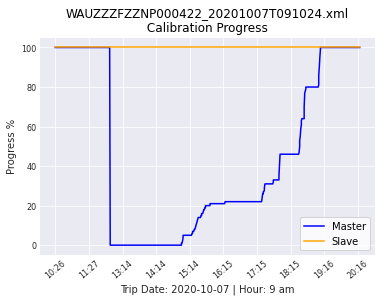 WAUZZZFZZNP000422_20201007T091024.xml
Calibration Progress
Progress %
100
80
60
40
20
0
Master
Slave
10:26 11:27 13:14 14:14 15:14 16:15 17:15 18:15 19:16 20:16
Trip Date: 2020-10-07 | Hour: 9 am